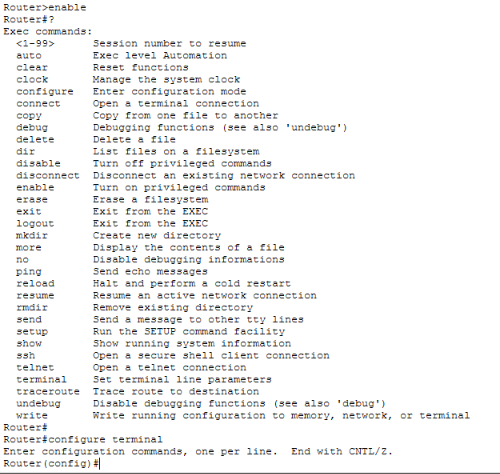 Router>enable
Router#?
Exec commands:
  <1-99>      Session number to resume
  auto        Exec level Automation
  clear       Reset functions
  clock       Manage the system clock
  configure   Enter configuration mode
  connect     Open a terminal connection
  copy        Copy from one file to another
  debug       Debugging functions (see also 'undebug')
  delete      Delete a file
  dir         List files on a filesystem
  disable     Turn off privileged commands
  disconnect  Disconnect an existing network connection
  enable      Turn on privileged commands
  erase       Erase a filesystem
  exit        Exit from the EXEC
  logout      Exit from the EXEC
  mkdir       Create new directory
  more        Display the contents of a file
  no          Disable debugging informations
  ping        Send echo messages
  reload      Halt and perform a cold restart
  resume      Resume an active network connection
  rmdir       Remove existing directory
  send        Send a message to other tty lines
  setup       Run the SETUP command facility
  show        Show running system information
  ssh         Open a secure shell client connection
  telnet      Open a telnet connection
  terminal    Set terminal line parameters
  traceroute  Trace route to destination
  undebug     Disable debugging functions (see also 'debug')
  write       Write running configuration to memory, network, or terminal
Router#
Router#configure terminal
Enter configuration commands, one per line.  End with CNTL/Z.
Router(config)#